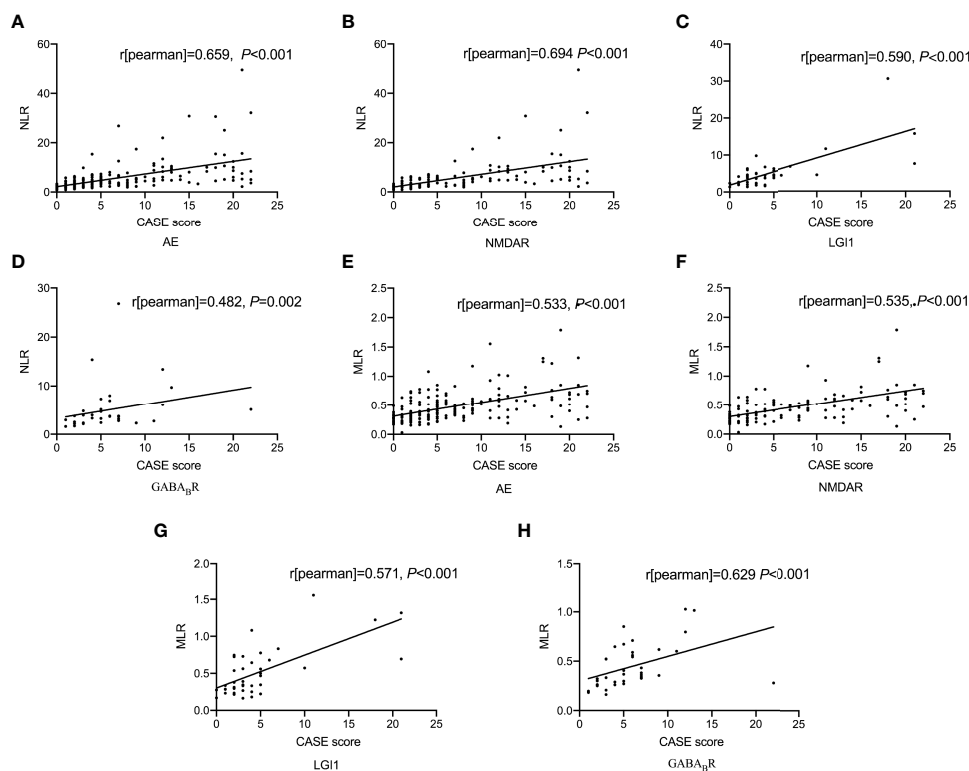 A
r[pearman]=0.659, P<0.001
NLR
60
40
20
0
0 5 10 15 20 25
CASE score
AE
B
r[pearman]=0.694 P<0.001
NLR
60
40
20
0
0 5 10 15 20 25
CASE score
NMDAR
C
r[pearman]=0.590, P<0.001
NLR
40
30
20
10
0
0 5 10 15 20 25
CASE score
LGI1
D
r[pearman]=0.482, P=0.002
NLR
30
20
10
0
0 5 10 15 20 25
CASE score
GABABR
E
r[pearman]=0.533, P<0.001
MLR
2.5
2.0
1.5
1.0
0.5
0.0
0 5 10 15 20 25
CASE score
AE
F
r[pearman]=0.535, P<0.001
MLR
2.5
2.0
1.5
1.0
0.5
0.0
0 5 10 15 20 25
CASE score
NMDAR
G
r[pearman]=0.571, P<0.001
MLR
2.0
1.5
1.0
0.5
0.0
0 5 10 15 20 25
CASE score
LGI1
H
r[pearman]=0.629 P<0.001
MLR
1.5
1.0
0.5
0.0
0 5 10 15 20 25
CASE score
GABABR